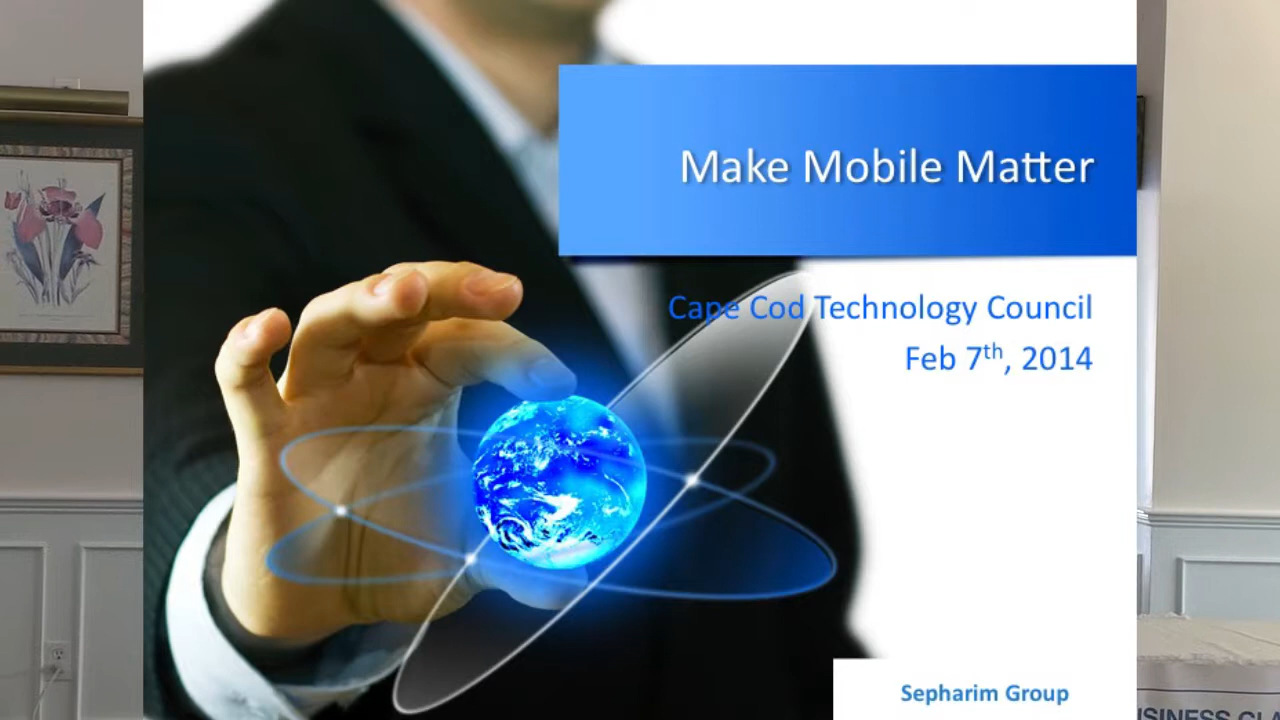 Make Mobile Matter
Cape Cod Technology Council
Feb 7th, 2014
Sepharim Group